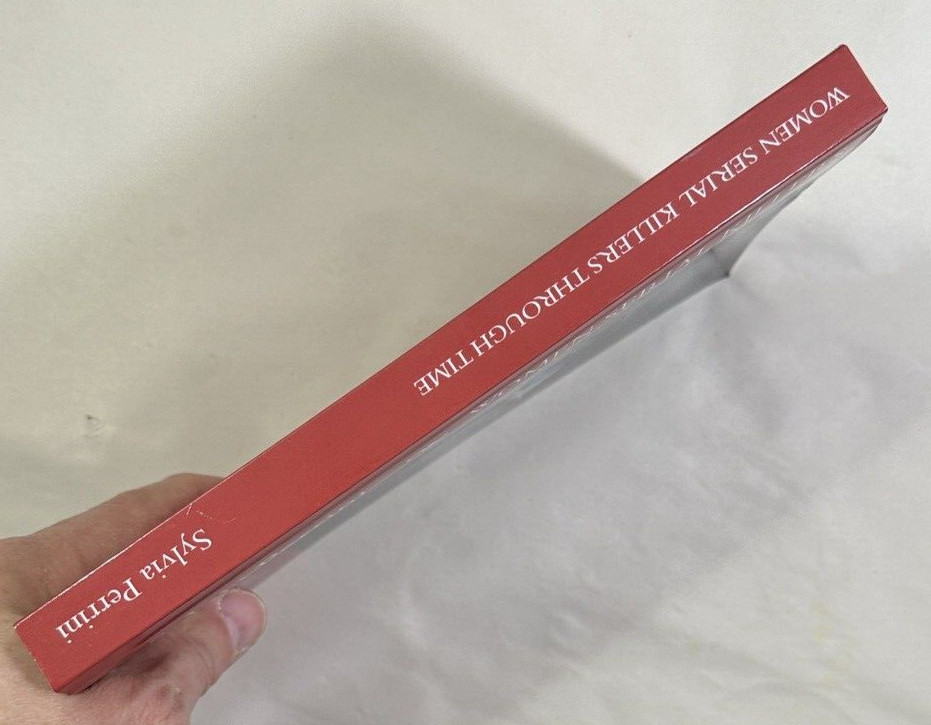 WOMEN SERIAL KILLERS THROUGH TIME
Sylvia Perrini